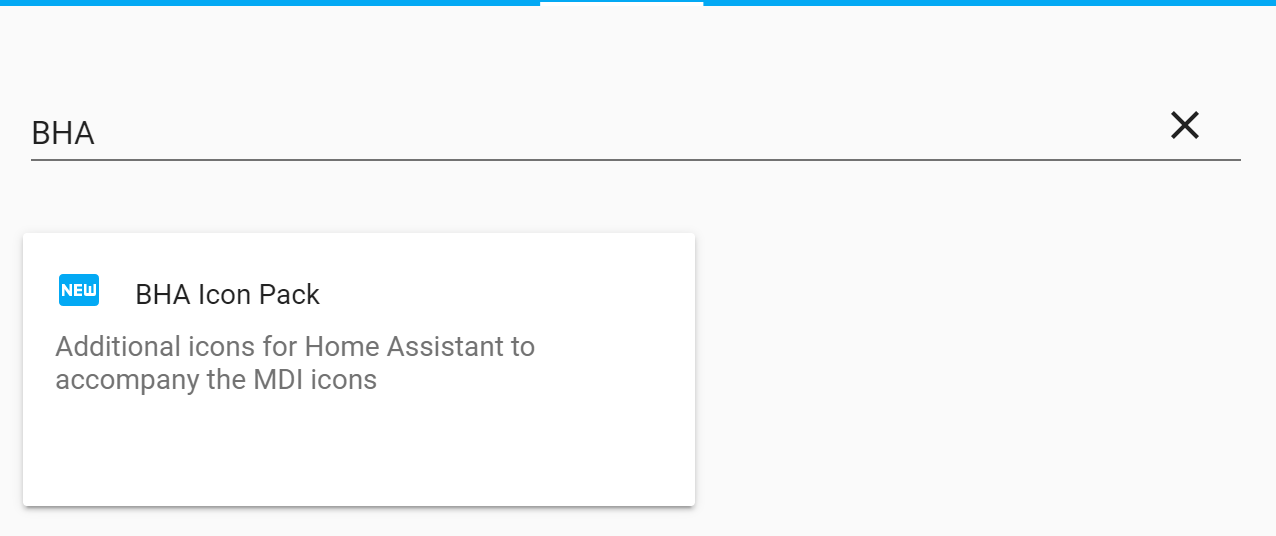 BHA
NEW
BHA Icon Pack
Additional icons for Home Assistant to
accompany the MDI icons